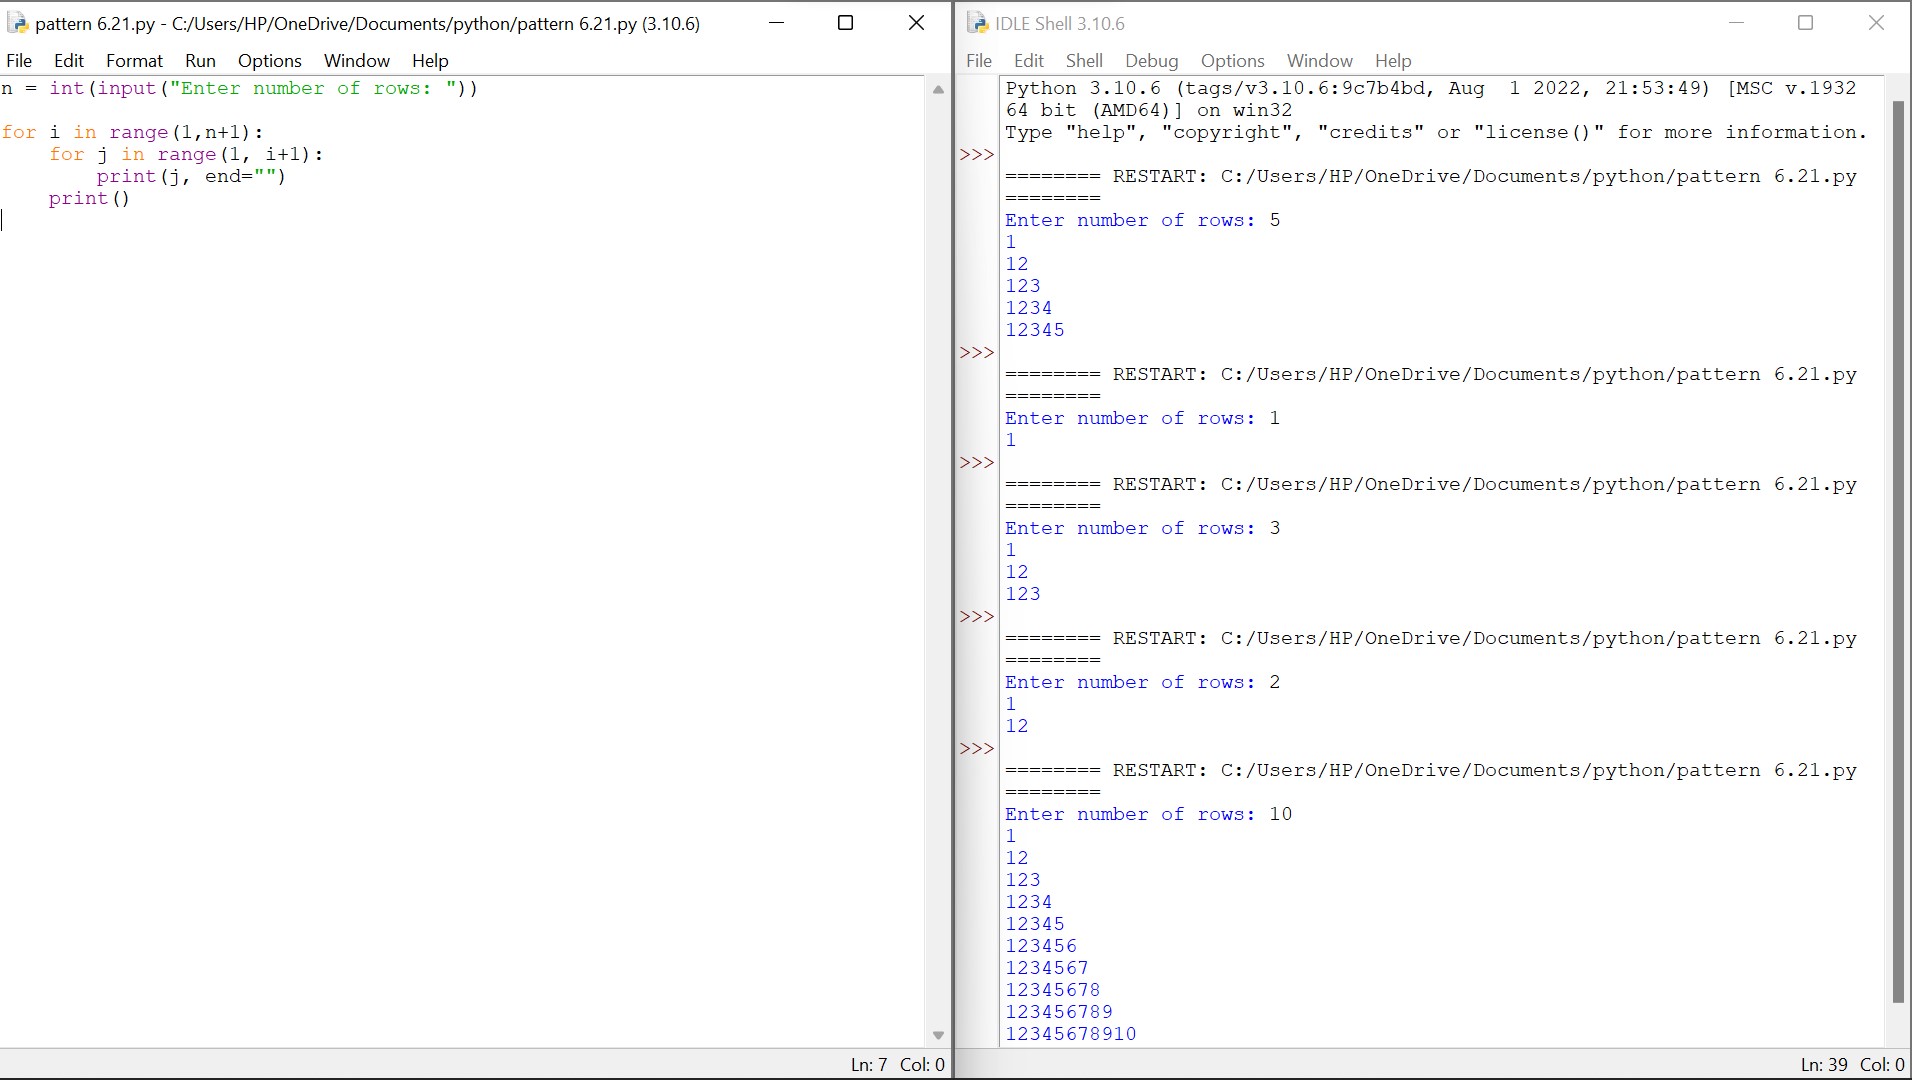 pattern 6.21.py - C:/Users/HP/OneDrive/Documents/python/pattern 6.21.py (3.10.6)
File Edit Format Run Options Window Help
n = int(input("Enter number of rows: "))
for i in range(1,n+1):
    for j in range(1, i+1):
        print(j, end="")
    print()
Ln: 7 Col: 0
IDLE Shell 3.10.6
File Edit Shell Debug Options Window Help
Python 3.10.6 (tags/v3.10.6:9c7b4bd, Aug  1 2022, 21:53:49) [MSC v.1932
64 bit (AMD64)] on win32
Type "help", "copyright", "credits" or "license()" for more information.
>>>
======== RESTART: C:/Users/HP/OneDrive/Documents/python/pattern 6.21.py
========
Enter number of rows: 5
1
12
123
1234
12345
>>>
======== RESTART: C:/Users/HP/OneDrive/Documents/python/pattern 6.21.py
========
Enter number of rows: 1
1
>>>
======== RESTART: C:/Users/HP/OneDrive/Documents/python/pattern 6.21.py
========
Enter number of rows: 3
1
12
123
>>>
======== RESTART: C:/Users/HP/OneDrive/Documents/python/pattern 6.21.py
========
Enter number of rows: 2
1
12
>>>
======== RESTART: C:/Users/HP/OneDrive/Documents/python/pattern 6.21.py
========
Enter number of rows: 10
1
12
123
1234
12345
123456
1234567
12345678
123456789
12345678910
Ln: 39 Col: 0